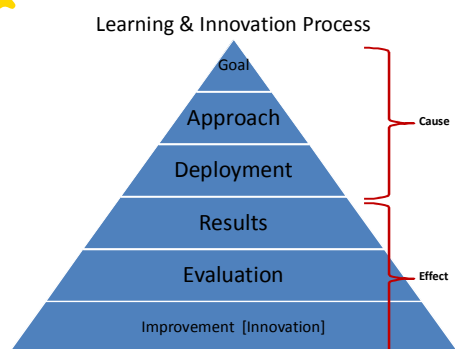 Learning & Innovation Process
Goal
Approach
Cause
Deployment
Results
Evaluation
Effect
Improvement [Innovation]